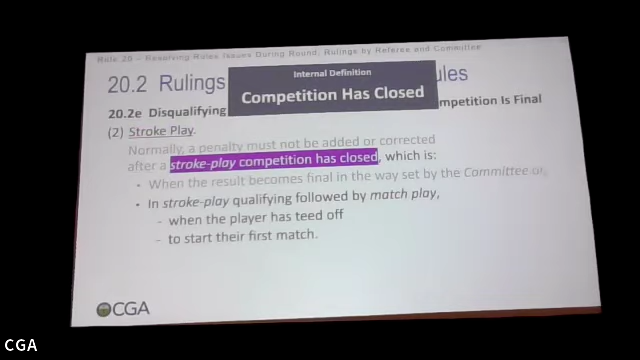 Rule 20 – Resolving Rules Issues During Round; Rulings by Referee and Committee
20.2 Rulings
ules
Internal Definition
Competition Has Closed
20.2e Disqualifying
mpetition Is Final
(2) Stroke Play.
Normally, a penalty must not be added or corrected
after a stroke-play competition has closed, which is:
- When the result becomes final in the way set by the Committee or,
• In stroke-play qualifying followed by match play,
- when the player has teed off
- to start their first match.
CGA
CGA